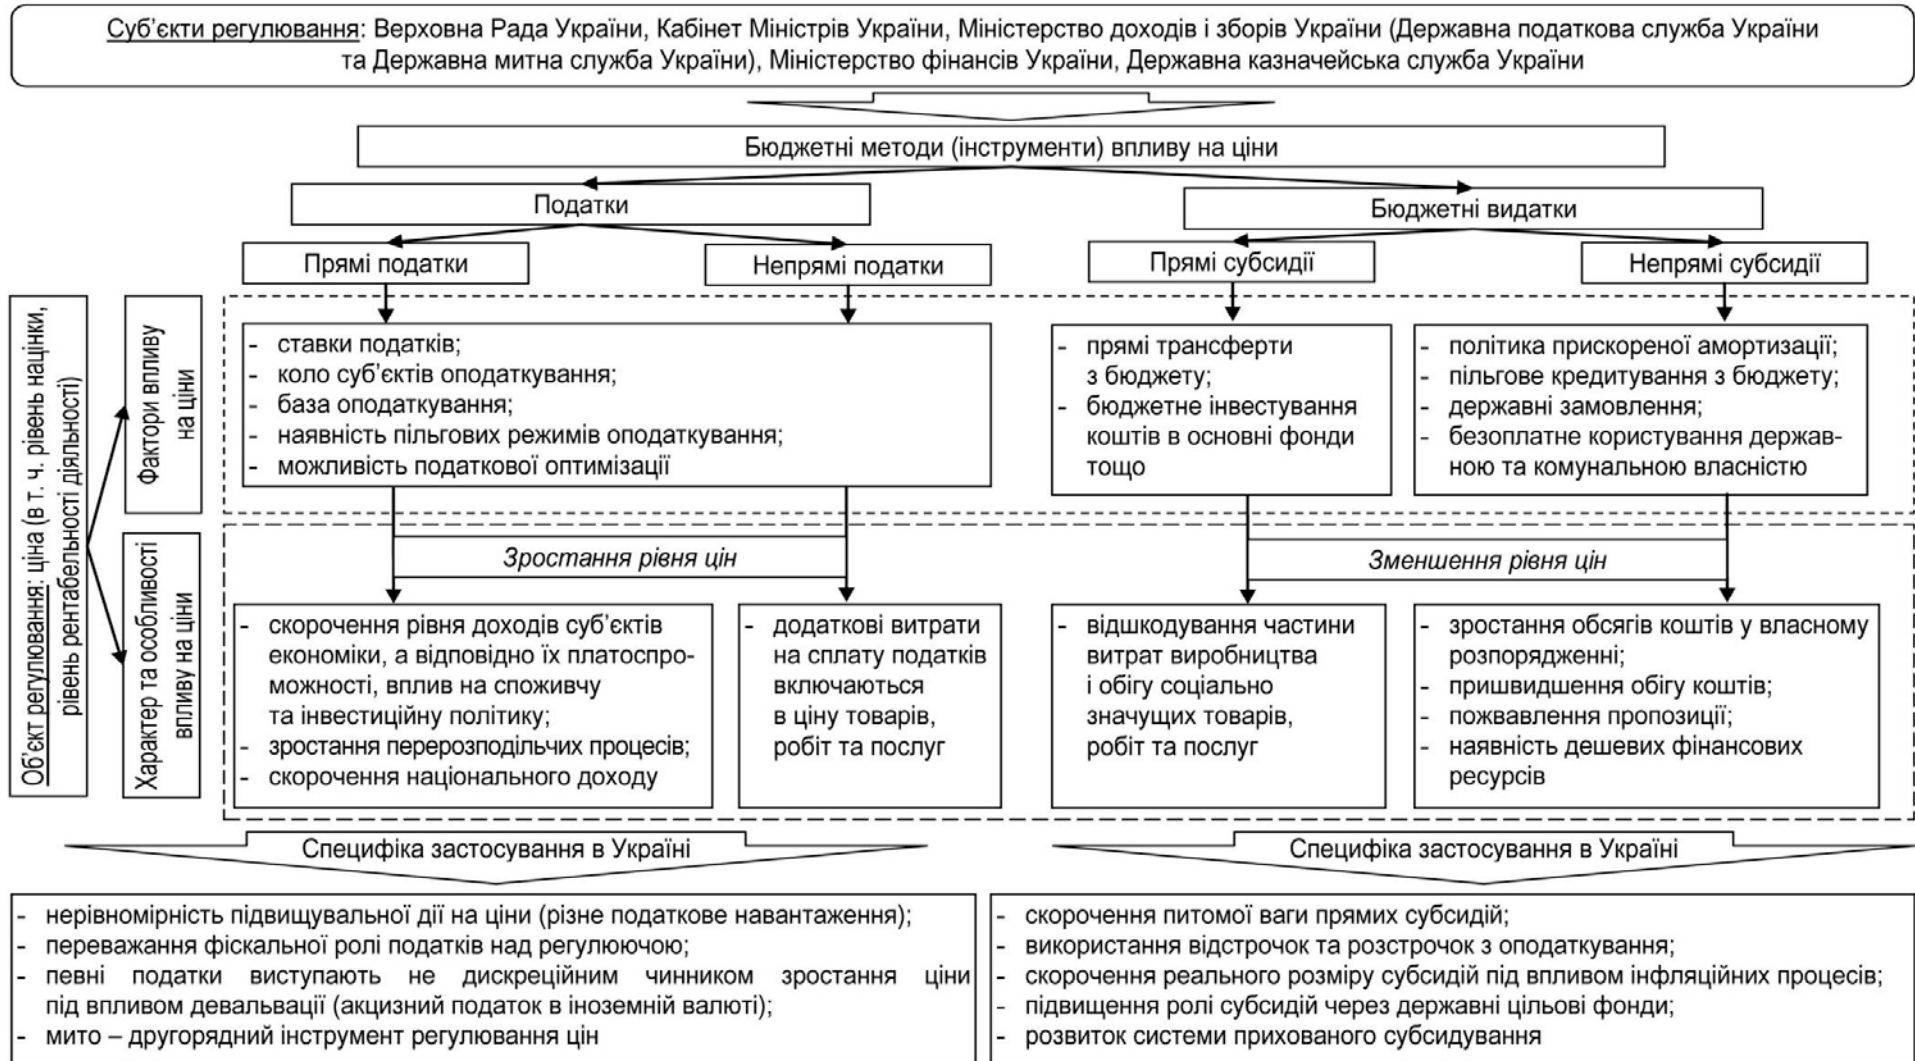 Суб’єкти регулювання: Верховна Рада України, Кабінет Міністрів України, Міністерство доходів і зборів України (Державна податкова служба України
та Державна митна служба України), Міністерство фінансів України, Державна казначейська служба України
Бюджетні методи (інструменти) впливу на ціни
Податки
Бюджетні видатки
Прямі податки
Непрямі податки
Прямі субсидії
Непрямі субсидії
Об’єкт регулювання: ціна (в т. ч. рівень націнки,
рівень рентабельності діяльності)
Фактори впливу
на ціни
- ставки податків;
- коло суб’єктів оподаткування;
- база оподаткування;
- наявність пільгових режимів оподаткування;
- можливість податкової оптимізації
- прямі трансферти
з бюджету;
- бюджетне інвестування
коштів в основні фонди
тощо
- політика прискореної амортизації;
- пільгове кредитування з бюджету;
- державні замовлення;
- безоплатне користування держав-
ною та комунальною власністю
Характер та особливості
впливу на ціни
Зростання рівня цін
Зменшення рівня цін
- скорочення рівня доходів суб’єктів
економіки, а відповідно їх платоспро-
можності, вплив на споживчу
та інвестиційну політику;
- зростання перерозподільчих процесів;
- скорочення національного доходу
- додаткові витрати
на сплату податків
включаються
в ціну товарів,
робіт та послуг
- відшкодування частини
витрат виробництва
і обігу соціально
значущих товарів,
робіт та послуг
- зростання обсягів коштів у власному
розпорядженні;
- пришвидшення обігу коштів;
- пожвавлення пропозиції;
- наявність дешевих фінансових
ресурсів
Специфіка застосування в Україні
Специфіка застосування в Україні
- нерівномірність підвищувальної дії на ціни (різне податкове навантаження);
- переважання фіскальної ролі податків над регулюючою;
- певні податки виступають не дискреційним чинником зростання ціни
під впливом девальвації (акцизний податок в іноземній валюті);
- мито – другорядний інструмент регулювання цін
- скорочення питомої ваги прямих субсидій;
- використання відстрочок та розстрочок з оподаткування;
- скорочення реального розміру субсидій під впливом інфляційних процесів;
- підвищення ролі субсидій через державні цільові фонди;
- розвиток системи прихованого субсидування